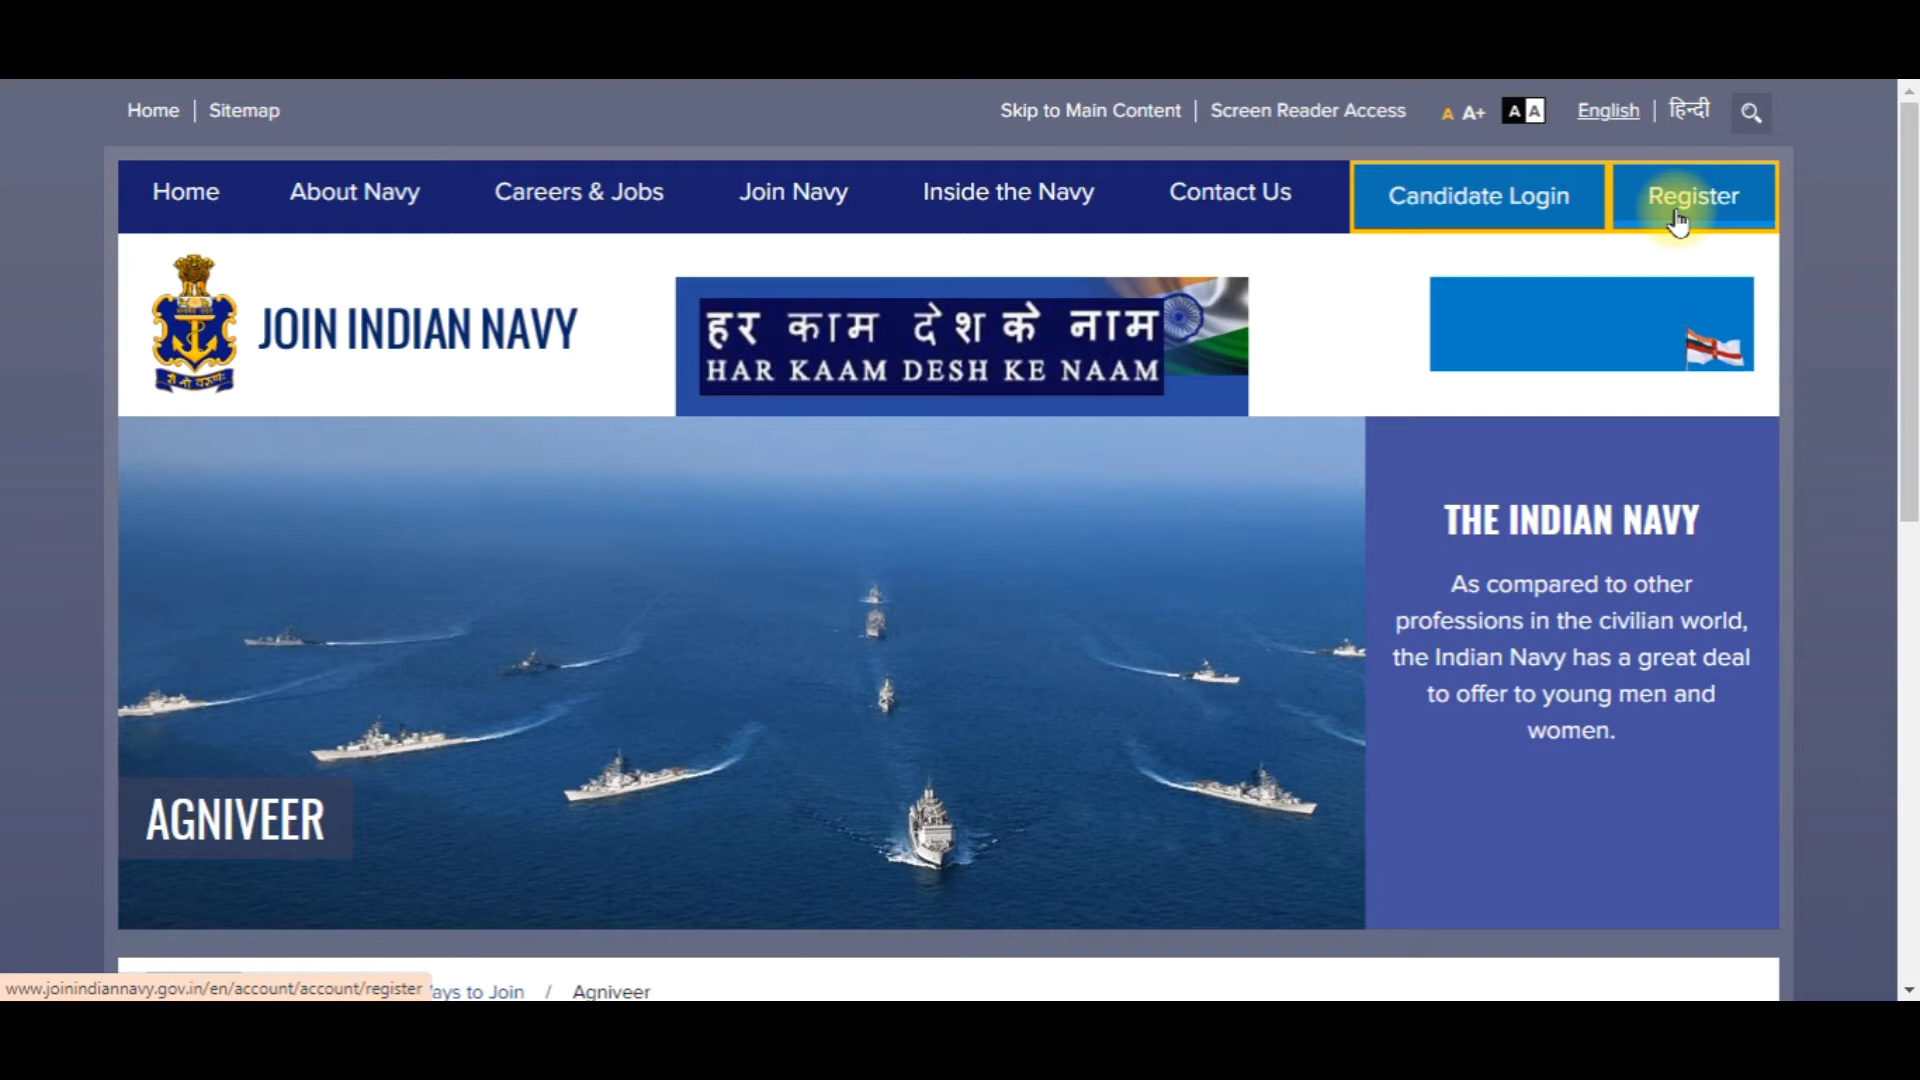 Home | Sitemap
Skip to Main Content | Screen Reader Access A A+ A A English | हिन्दी
Home About Navy Careers & Jobs Join Navy Inside the Navy Contact Us Candidate Login Register
JOIN INDIAN NAVY
हर काम देश के नाम
HAR KAAM DESH KE NAAM
THE INDIAN NAVY
As compared to other
professions in the civilian world,
the Indian Navy has a great deal
to offer to young men and
women.
AGNIVEER
www.joinindiannavy.gov.in/en/account/account/register
ays to Join / Agniveer